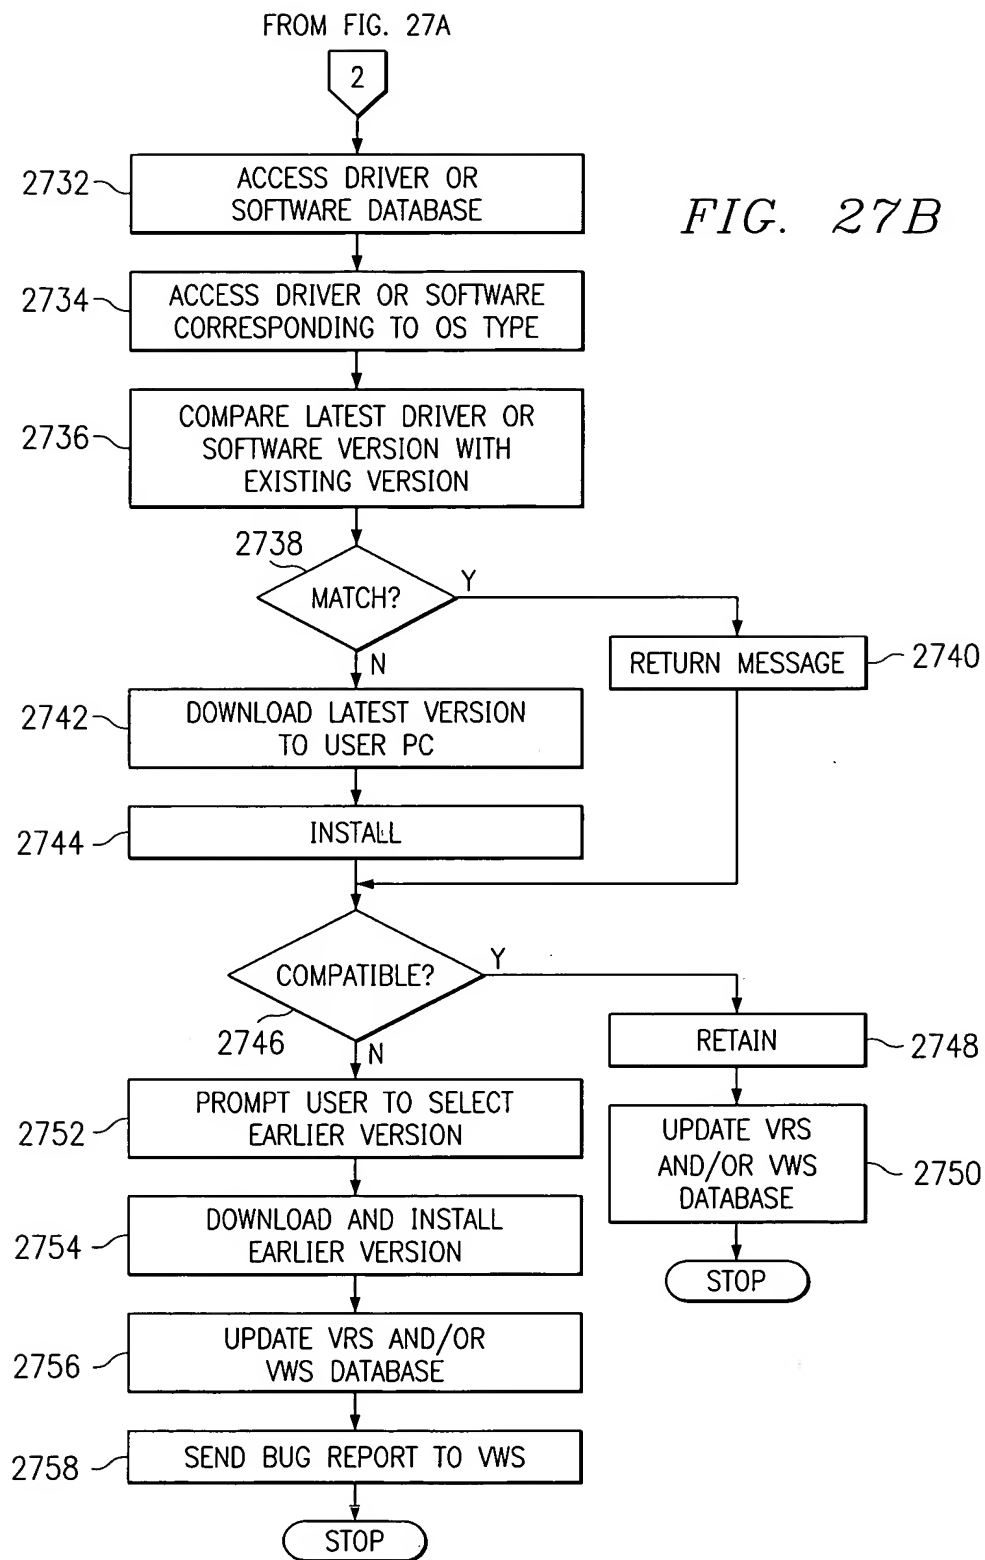 FROM FIG. 27A
2
2732
ACCESS DRIVER OR
SOFTWARE DATABASE
FIG. 27B
2734
ACCESS DRIVER OR SOFTWARE
CORRESPONDING TO OS TYPE
2736
COMPARE LATEST DRIVER OR
SOFTWARE VERSION WITH
EXISTING VERSION
2738
MATCH?
Y
N
RETURN MESSAGE
2740
2742
DOWNLOAD LATEST VERSION
TO USER PC
2744
INSTALL
COMPATIBLE?
Y
2746
N
RETAIN
2748
2752
PROMPT USER TO SELECT
EARLIER VERSION
UPDATE VRS
AND/OR VWS
DATABASE
2750
2754
DOWNLOAD AND INSTALL
EARLIER VERSION
STOP
2756
UPDATE VRS AND/OR
VWS DATABASE
2758
SEND BUG REPORT TO VWS
STOP